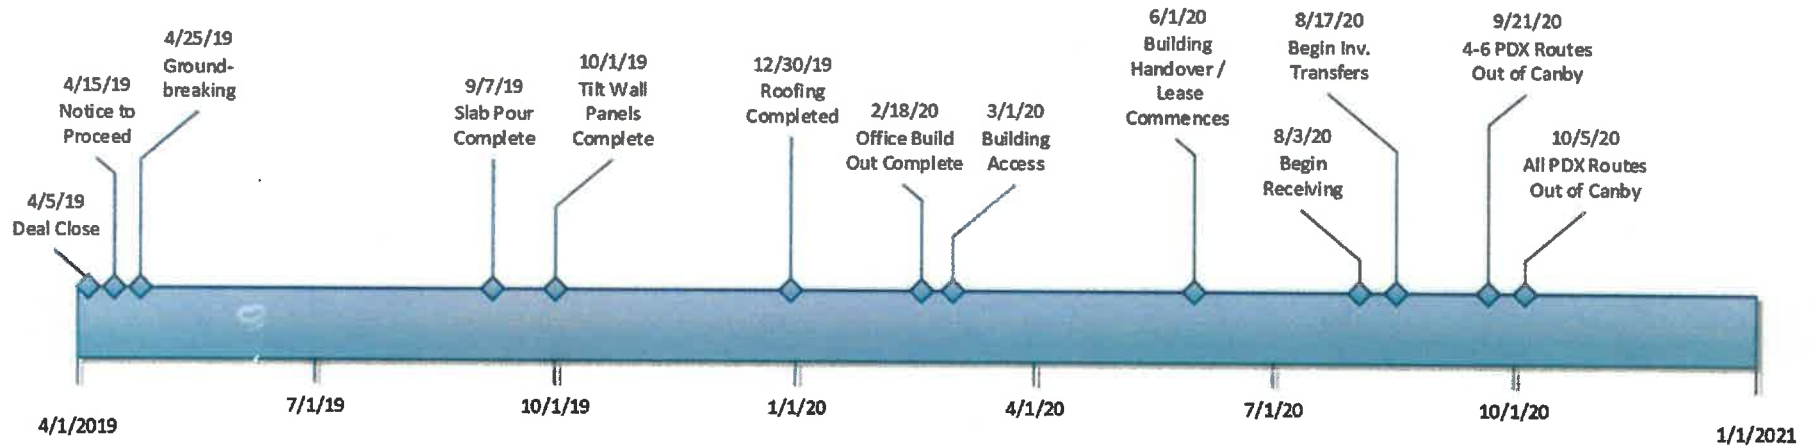 4/5/19
Deal Close
4/15/19
Notice to
Proceed
4/25/19
Ground-
breaking
9/7/19
Slab Pour
Complete
10/1/19
Tilt Wall
Panels
Complete
12/30/19
Roofing
Completed
2/18/20
Office Build
Out Complete
3/1/20
Building
Access
6/1/20
Building
Handover /
Lease
Commences
8/3/20
Begin
Receiving
8/17/20
Begin Inv.
Transfers
9/21/20
4-6 PDX Routes
Out of Canby
10/5/20
All PDX Routes
Out of Canby
4/1/2019
7/1/19
10/1/19
1/1/20
4/1/20
7/1/20
10/1/20
1/1/2021